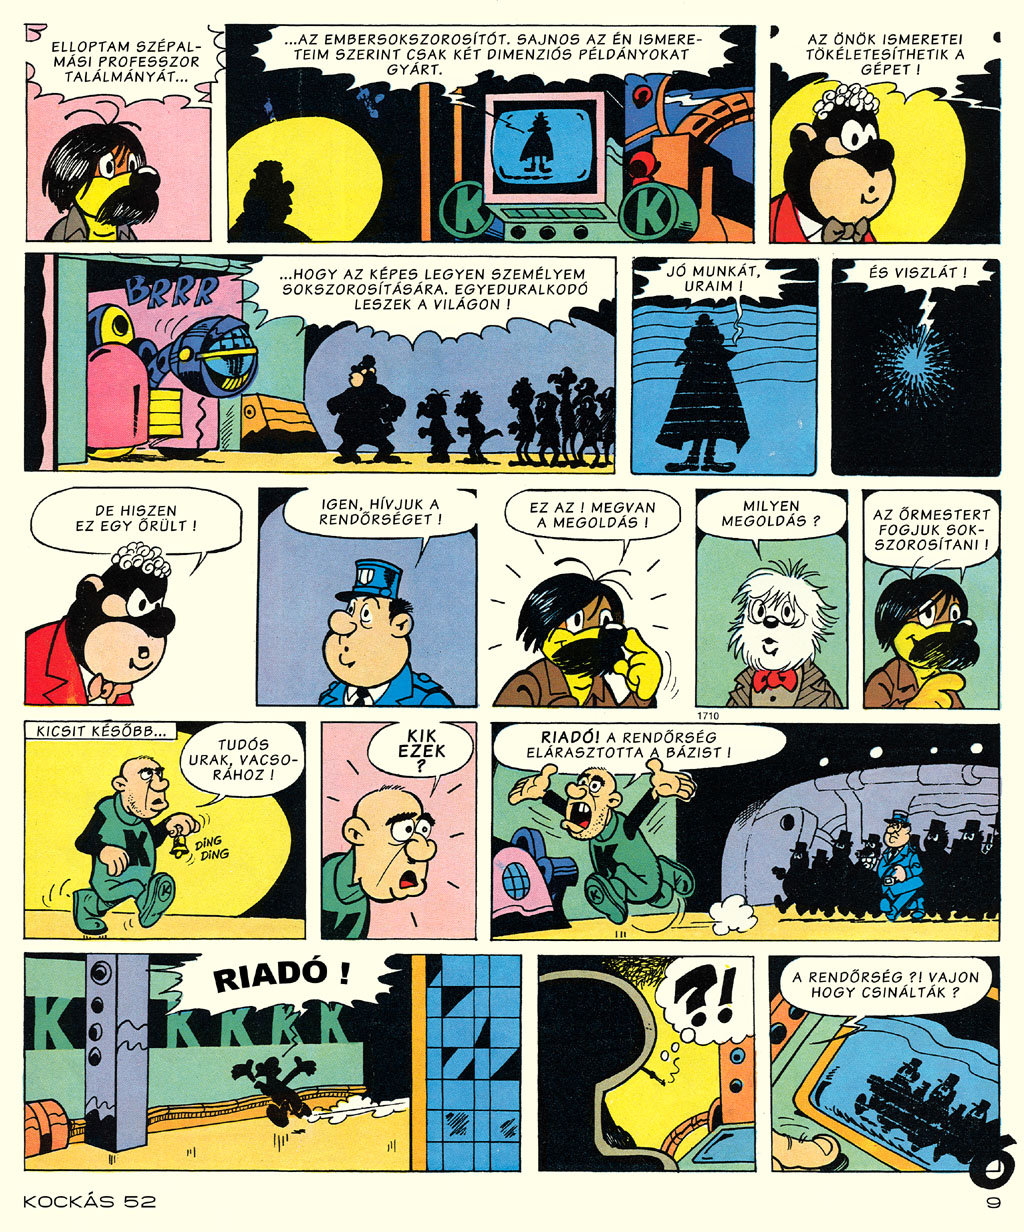 ELLOPTAM SZÉPAL-
MÁSI PROFESSZOR
TALÁLMÁNYÁT...
...AZ EMBERSOKSZOROSÍTÓT. SAJNOS AZ ÉN ISMERE-
TEIM SZERINT CSAK KÉT DIMENZIÓS PÉLDÁNYOKAT
GYÁRT.
K
K
AZ ÖNÖK ISMERETEI
TÖKÉLETESÍTHETIK A
GÉPET !
BRRR
...HOGY AZ KÉPES LEGYEN SZEMÉLYEM
SOKSZOROSÍTÁSÁRA. EGYEDURALKODÓ
LESZEK A VILÁGON !
JÓ MUNKÁT,
URAIM !
ÉS VISZLÁT !
DE HISZEN
EZ EGY ŐRÜLT !
IGEN, HÍVJUK A
RENDŐRSÉGET !
EZ AZ ! MEGVAN
A MEGOLDÁS !
MILYEN
MEGOLDÁS ?
AZ ŐRMESTERT
FOGJUK SOK-
SZOROSÍTANI !
1710
KICSIT KÉSŐBB...
TUDÓS
URAK, VACSO-
RÁHOZ !
DING
DING
K
K
KIK
EZEK
?
RIADÓ! A RENDŐRSÉG
ELÁRASZTOTTA A BÁZIST !
K
K
RIADÓ !
K K K K K
?!
A RENDŐRSÉG ?! VAJON
HOGY CSINÁLTÁK ?
6
KOCKÁS 52
9